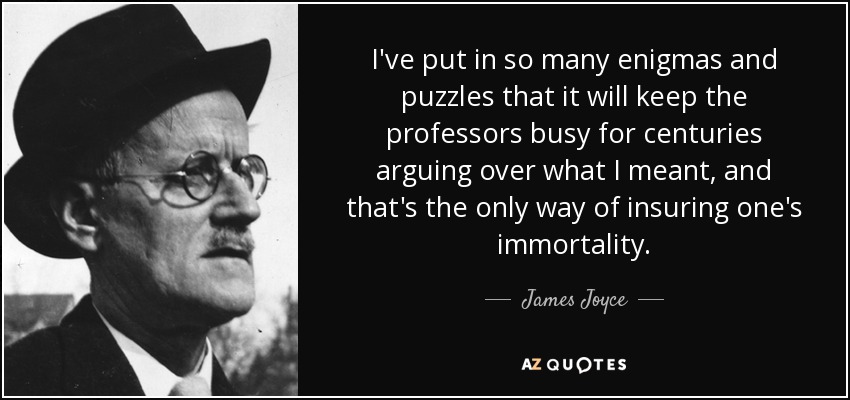 I've put in so many enigmas and
puzzles that it will keep the
professors busy for centuries
arguing over what I meant, and
that's the only way of insuring one's
immortality.
James Joyce
AZ QUOTES